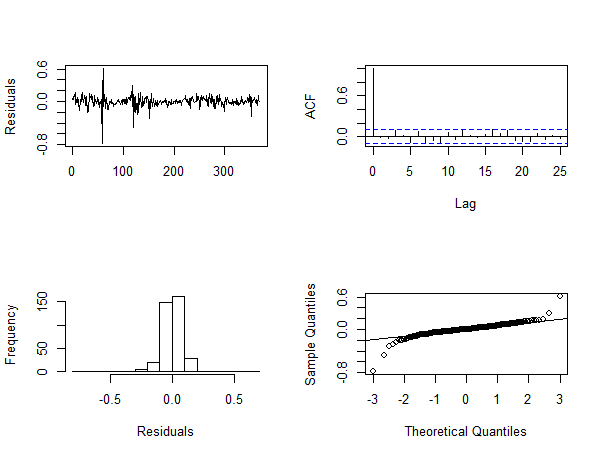 Residuals
0.6
0.0
-0.8
0 100 200 300
ACF
0.6
0.0
0 5 10 15 20 25
Lag
Frequency
150
50
0
-0.5 0.0 0.5
Residuals
Sample Quantiles
0.6
0.0
-0.8
-3 -2 -1 0 1 2 3
Theoretical Quantiles